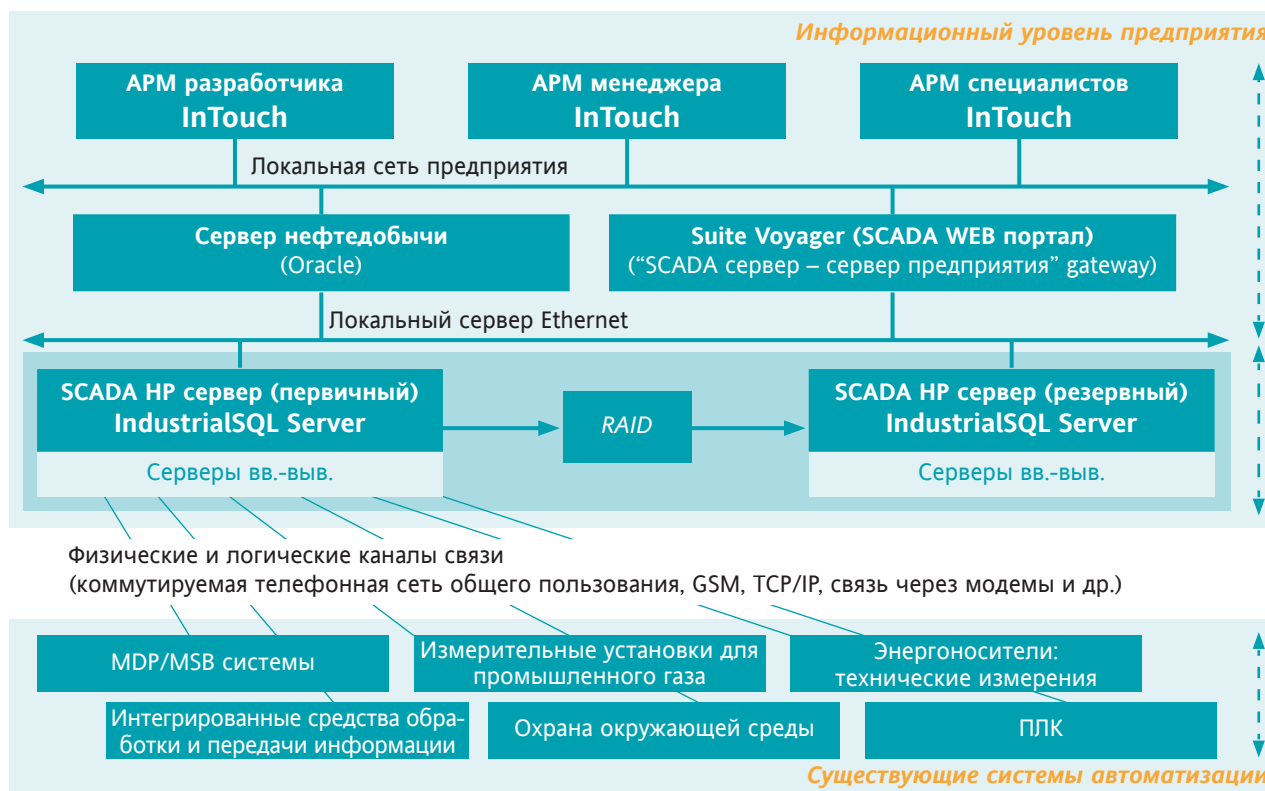 Информационный уровень предприятия
АРМ разработчика
InTouch
АРМ менеджера
InTouch
АРМ специалистов
InTouch
Локальная сеть предприятия
Сервер нефтедобычи
(Oracle)
Suite Voyager (SCADA WEB портал)
(“SCADA сервер – сервер предприятия” gateway)
Локальный сервер Ethernet
SCADA HP сервер (первичный)
IndustrialSQL Server
Серверы вв.-выв.
RAID
SCADA HP сервер (резервный)
IndustrialSQL Server
Серверы вв.-выв.
Физические и логические каналы связи
(коммутируемая телефонная сеть общего пользования, GSM, TCP/IP, связь через модемы и др.)
MDP/MSB системы
Измерительные установки для
промышленного газа
Энергоносители:
технические измерения
Интегрированные средства обра-
ботки и передачи информации
Охрана окружающей среды
ПЛК
Существующие системы автоматизации